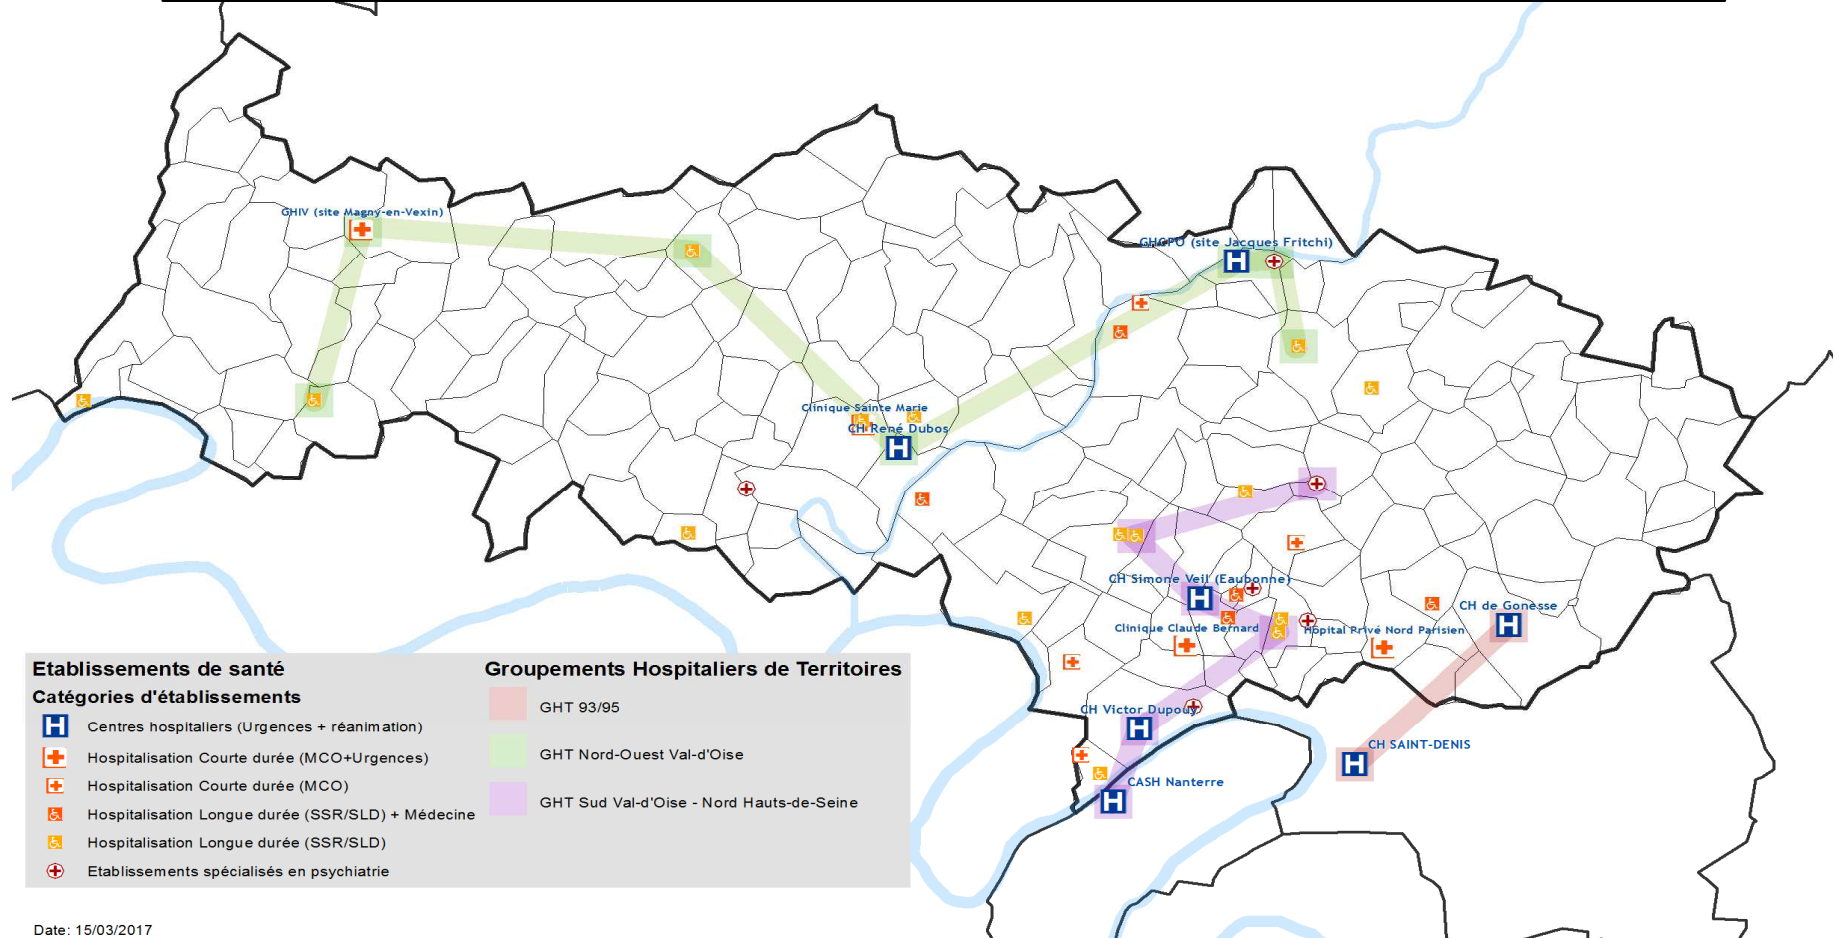 GHIV (site Magny-en-Vexin)
GHCPO (site Jacques Fritchi)
Clinique Sainte Marie
CH René Dubos
CH Simone Veil (Eaubonne)
CH de Gonesse
Clinique Claude Bernard
Hôpital Privé Nord Parisien
CH Victor Dupouy
CH SAINT-DENIS
CASH Nanterre
Etablissements de santé
Catégories d'établissements
Centres hospitaliers (Urgences + réanimation)
Hospitalisation Courte durée (MCO+Urgences)
Hospitalisation Courte durée (MCO)
Hospitalisation Longue durée (SSR/SLD) + Médecine
Hospitalisation Longue durée (SSR/SLD)
Etablissements spécialisés en psychiatrie
Groupements Hospitaliers de Territoires
GHT 93/95
GHT Nord-Ouest Val-d'Oise
GHT Sud Val-d'Oise - Nord Hauts-de-Seine
Date: 15/03/2017